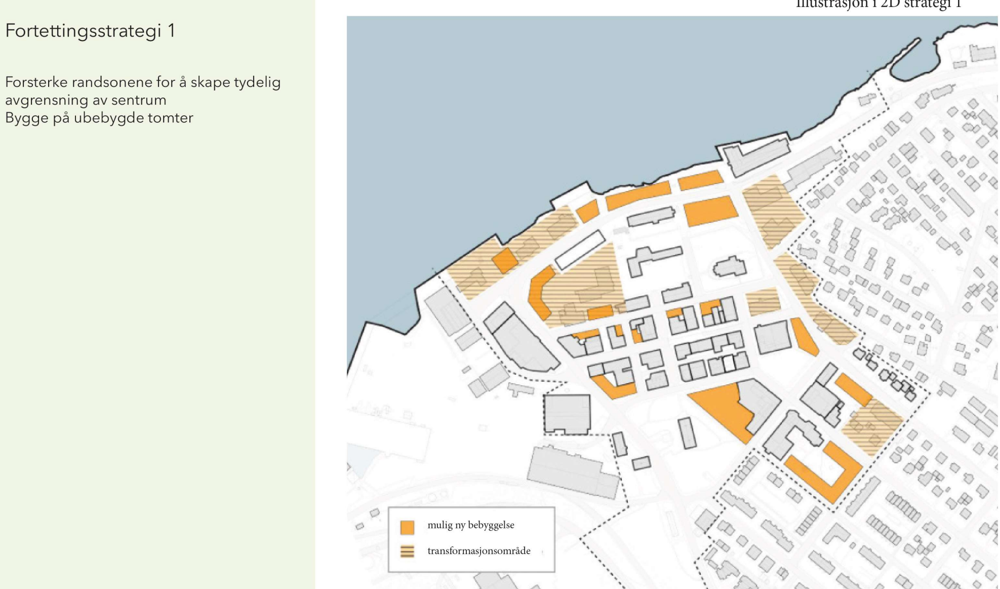 Illustrasjon i 2D strategi 1
Fortettingsstrategi 1
Forsterke randsonene for å skape tydelig
avgrensning av sentrum
Bygge på ubebygde tomter
mulig ny bebyggelse
transformasjonsområde